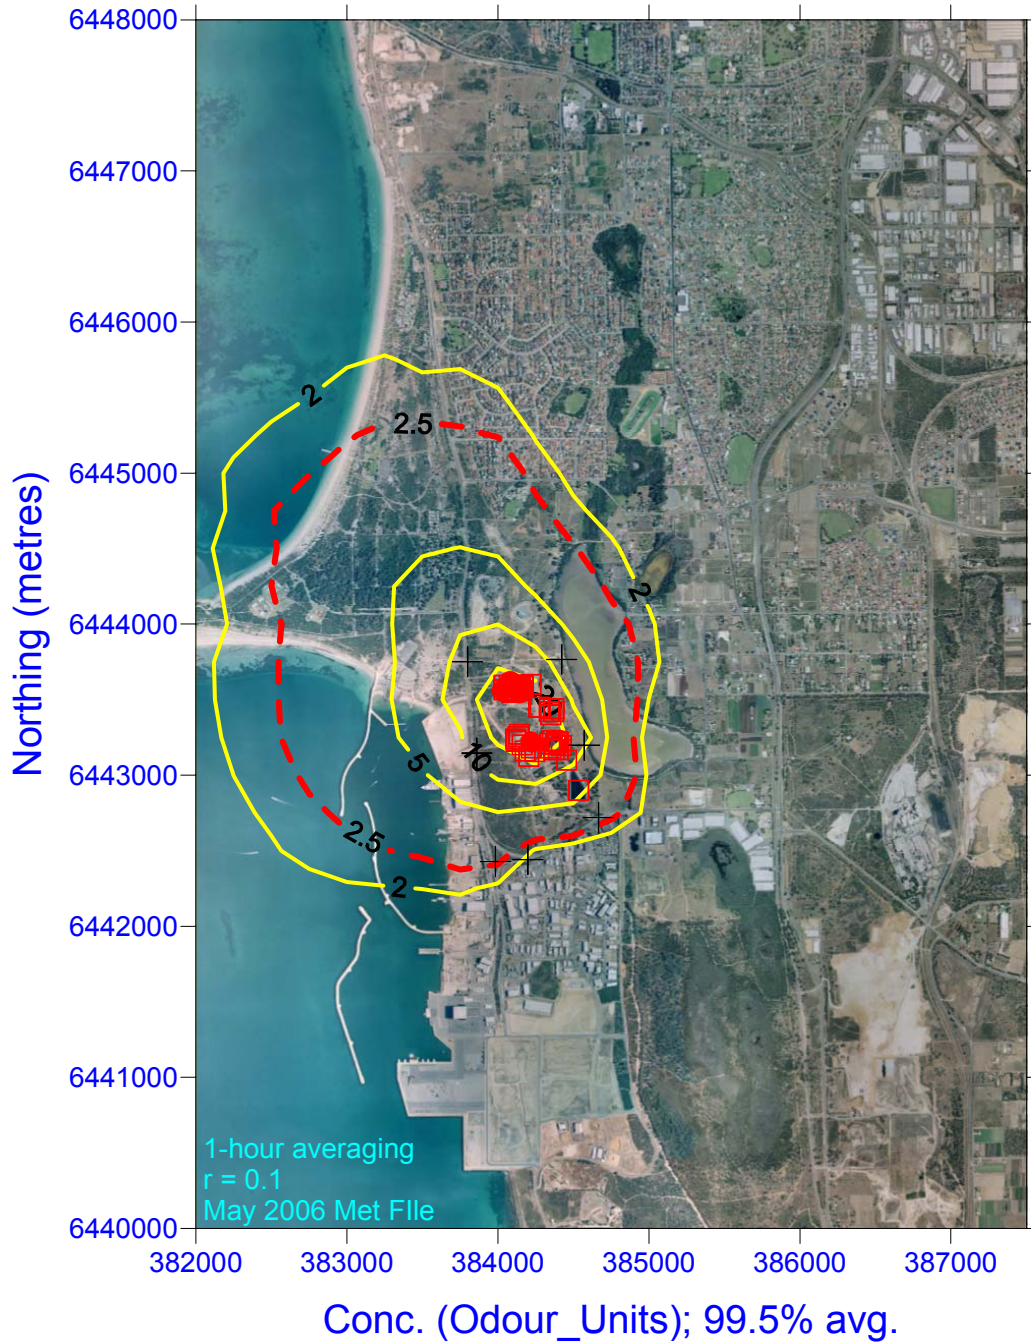 6448000
6447000
6446000
6445000
6444000
6443000
6442000
6441000
6440000
Northing (metres)
2
2.5
2
5
10
2.5
2
1-hour averaging
r = 0.1
May 2006 Met FIle
382000 383000 384000 385000 386000 387000
Conc. (Odour_Units); 99.5% avg.